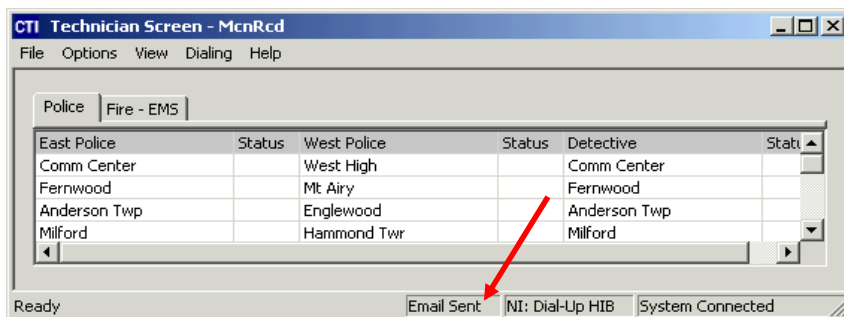 CTI Technician Screen - McnRcd
File Options View Dialing Help
Police Fire - EMS
East Police Status West Police Status Detective Statu
Comm Center West High Comm Center
Fernwood Mt Airy Fernwood
Anderson Twp Englewood Anderson Twp
Milford Hammond Twr Milford
Ready Email Sent NI: Dial-Up HIB System Connected